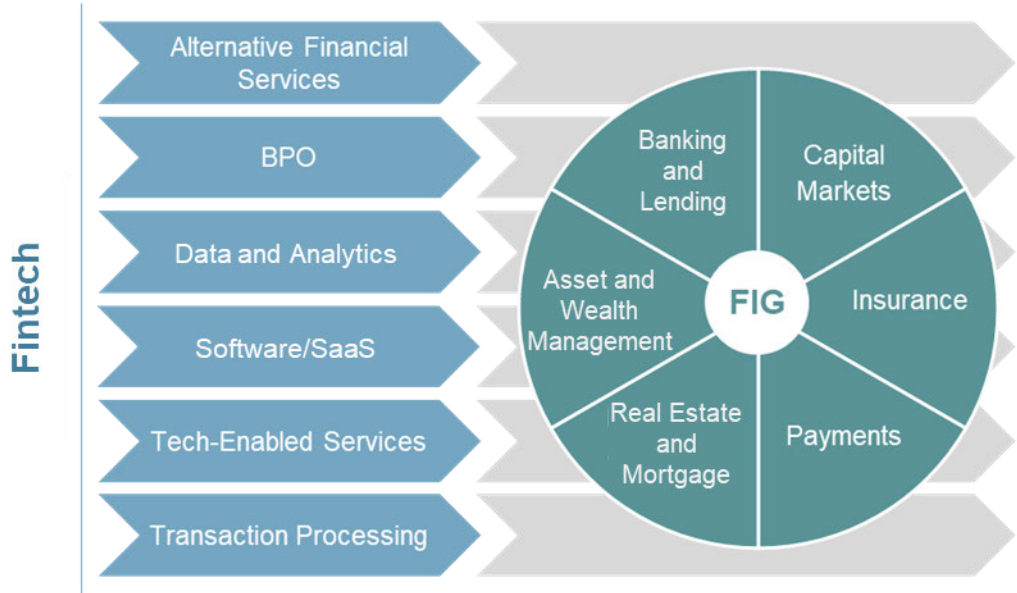 Fintech
Alternative Financial
Services
BPO
Data and Analytics
Software/SaaS
Tech-Enabled Services
Transaction Processing
Banking
and
Lending
Capital
Markets
Asset and
Wealth
Management
FIG
Insurance
Real Estate
and
Mortgage
Payments